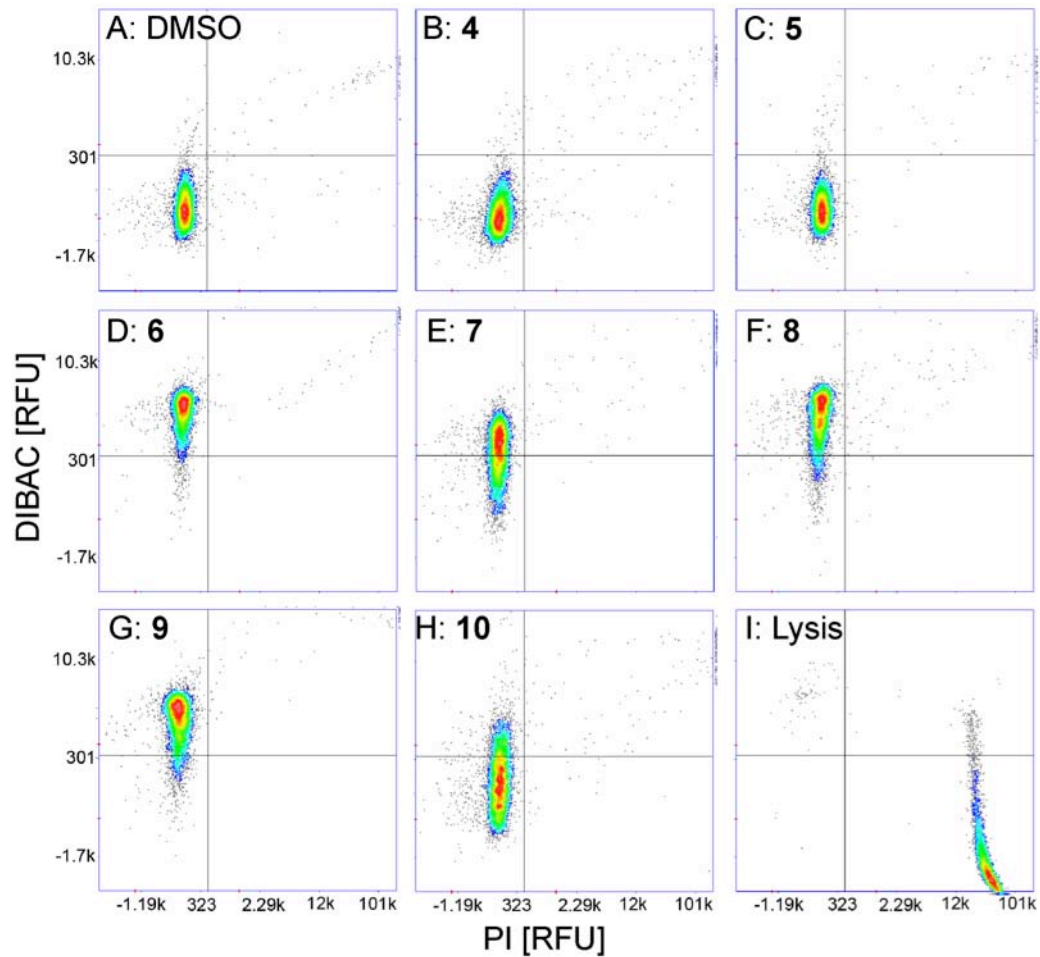 A: DMSO
B: 4
C: 5
10.3k
301
-1.7k
D: 6
E: 7
F: 8
10.3k
301
-1.7k
DIBAC [RFU]
G: 9
H: 10
I: Lysis
10.3k
301
-1.7k
-1.19k 323 2.29k 12k 101k
-1.19k 323 2.29k 12k 101k
-1.19k 323 2.29k 12k 101k
PI [RFU]